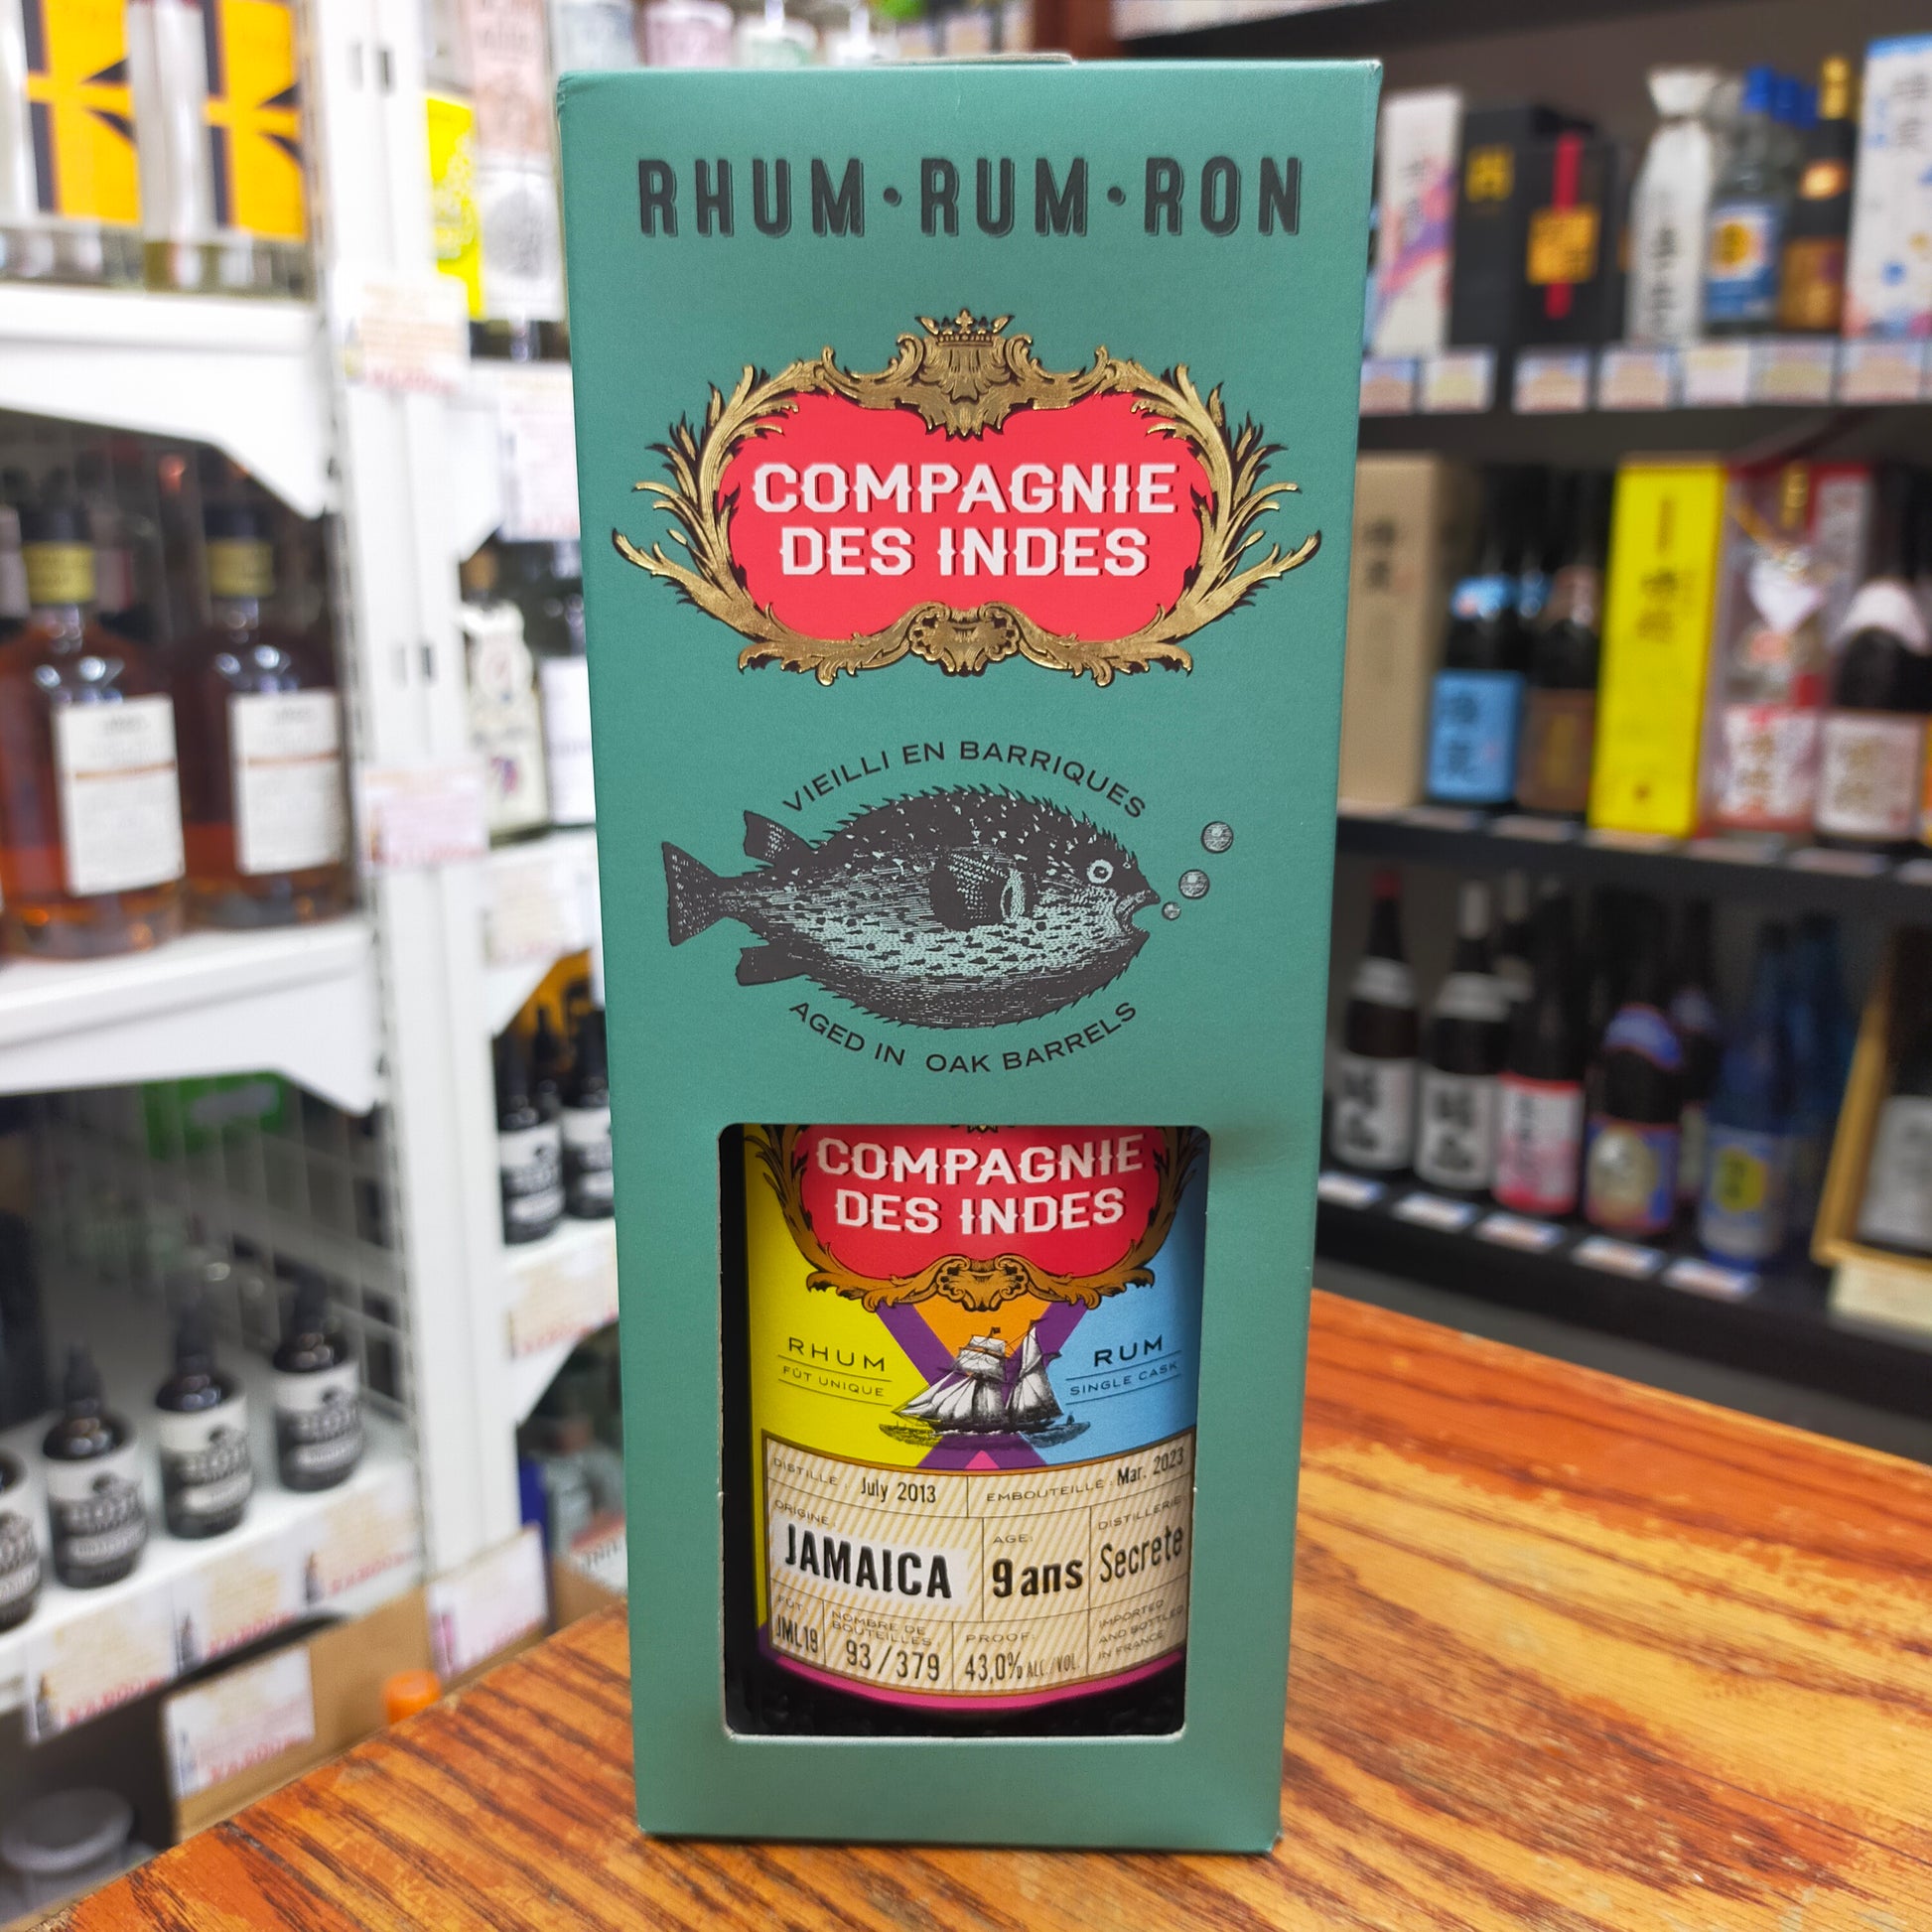 RHUM•RUM•RON
COMPAGNIE
DES INDES
VIEILLI EN BARRIQUES
AGED IN OAK BARRELS
COMPAGNIE
DES INDES
RHUM
FÛT UNIQUE
RUM
SINGLE CASK
DISTILLE : July 2013
EMBOUTEILLE : Mar. 2023
ORIGINE:
JAMAICA
AGE:
9 ans
DISTILLERIE:
Secrete
FÛT:
JML19
NOMBRE DE
BOUTEILLES:
93/379
PROOF:
43,0% ALC./VOL.
IMPORTED
AND BOTTLED
IN FRANCE